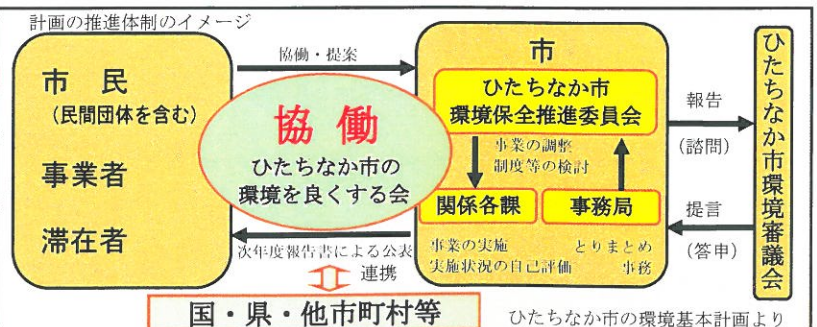 計画の推進体制のイメージ
市 民
(民間団体を含む)
事業者
滞在者
協働・提案
協 働
ひたちなか市の
環境を良くする会
次年度報告書による公表
連携
国・県・他市町村等
市
ひたちなか市
環境保全推進委員会
事業の調整
制度等の検討
関係各課
事務局
事業の実施
実施状況の自己評価
とりまとめ
事務
報告
(諮問)
提言
(答申)
ひたちなか市環境審議会
ひたちなか市の環境基本計画より